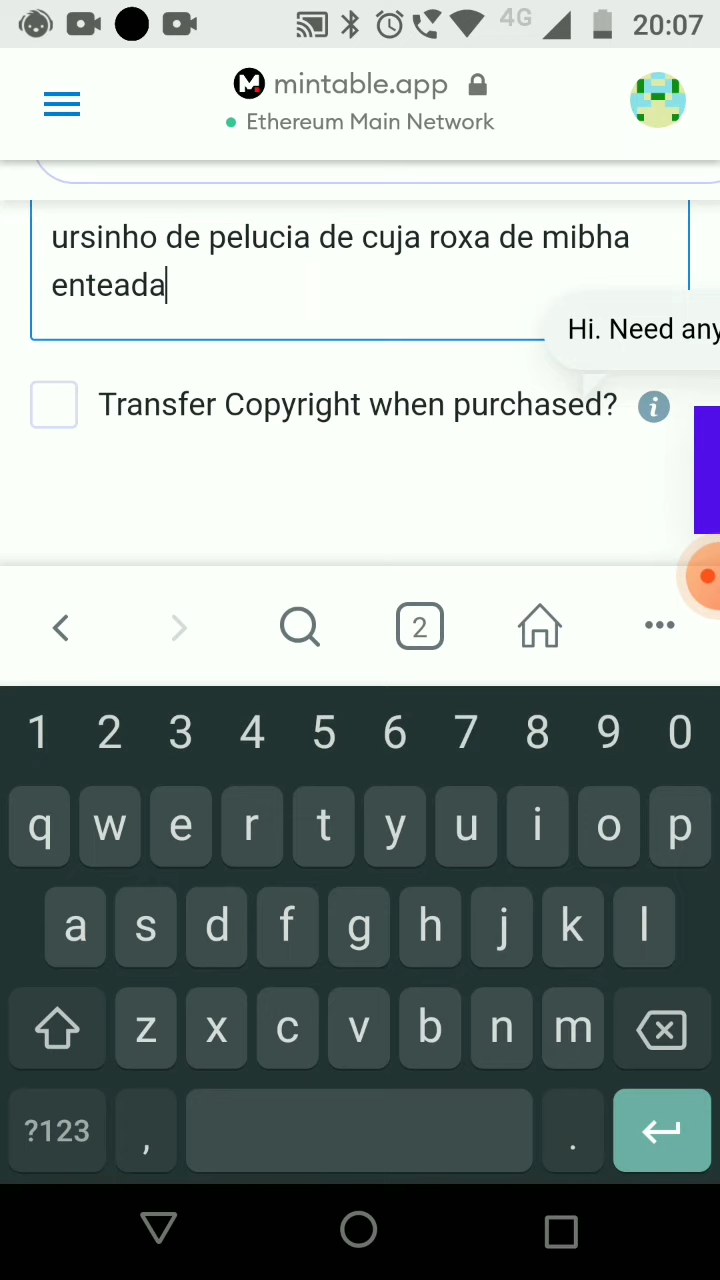 4G 20:07
mintable.app
Ethereum Main Network
ursinho de pelucia de cuja roxa de mibha
enteada
Hi. Need any
Transfer Copyright when purchased? i
2
1 2 3 4 5 6 7 8 9 0
q w e r t y u i o p
a s d f g h j k l
z x c v b n m
?123 , .